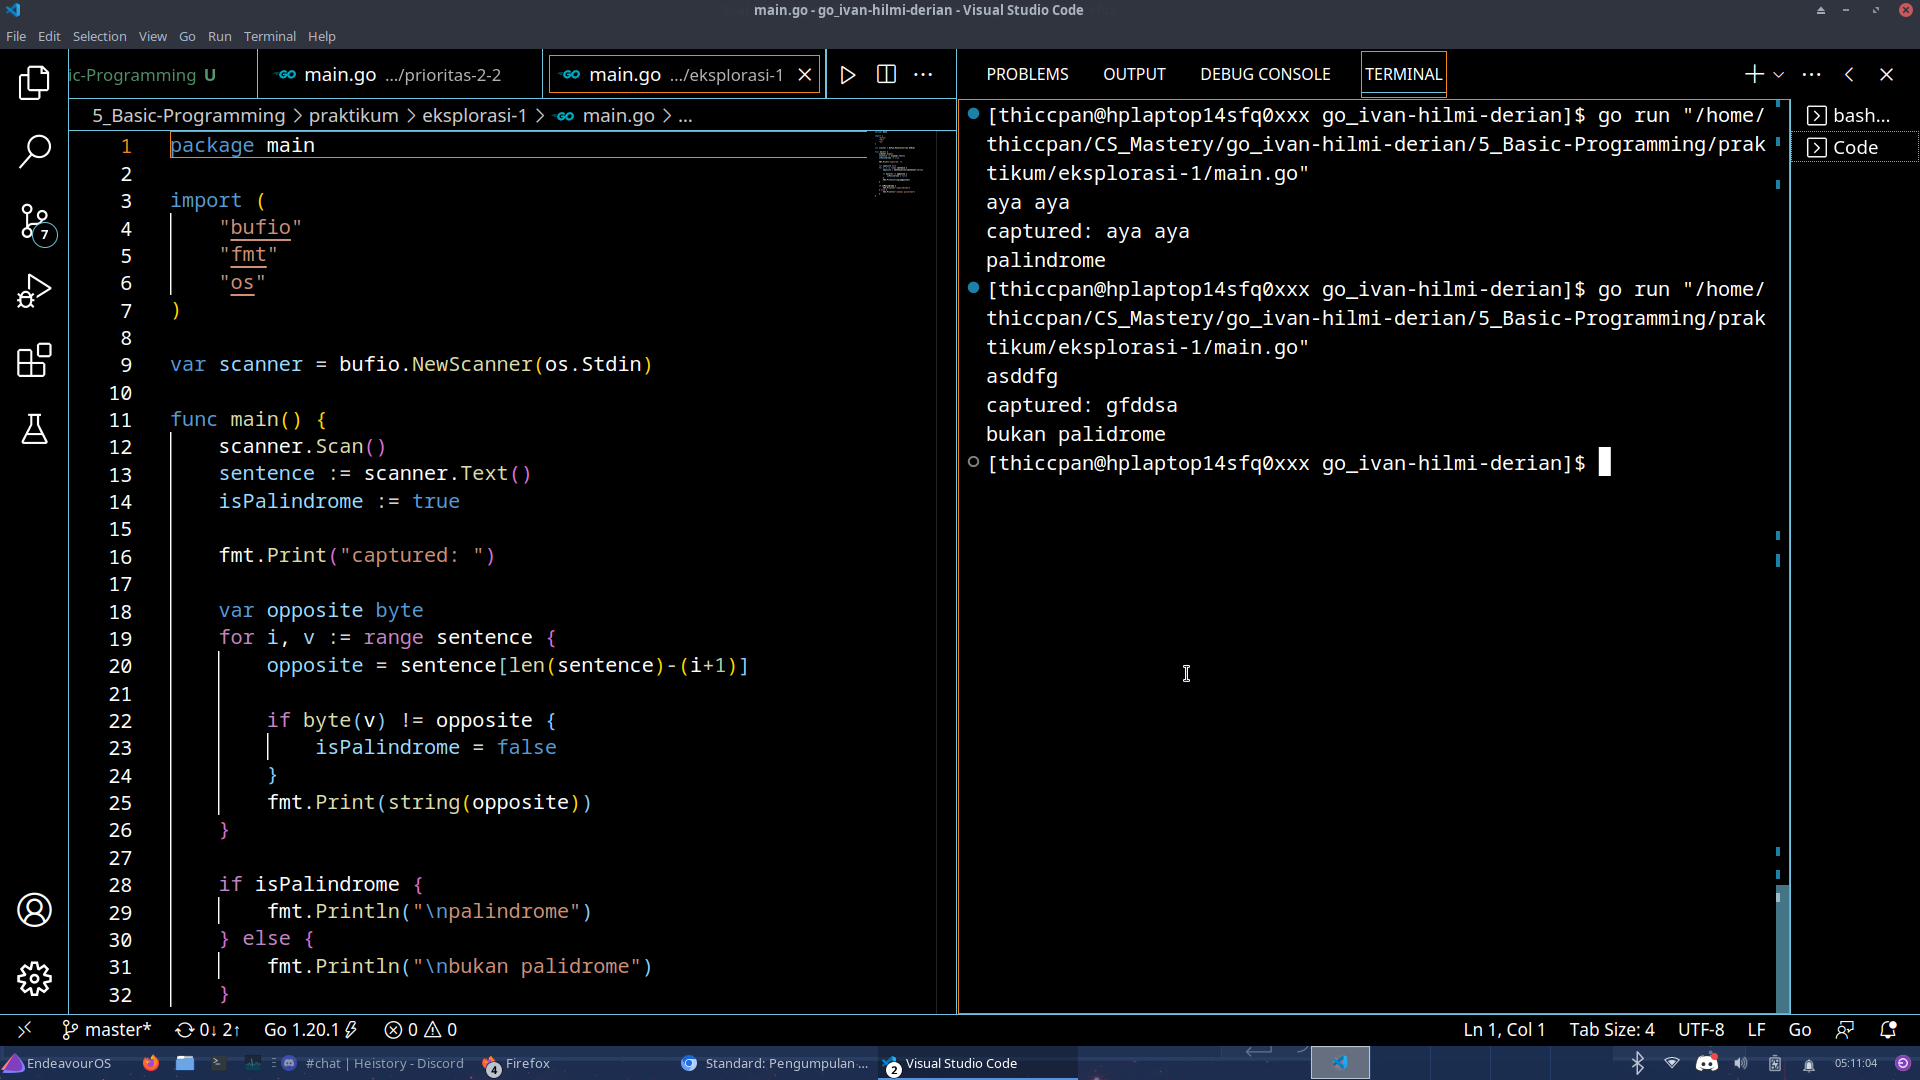 main.go - go_ivan-hilmi-derian - Visual Studio Code
File Edit Selection View Go Run Terminal Help
ic-Programming U
main.go .../prioritas-2-2
main.go .../eksplorasi-1
5_Basic-Programming > praktikum > eksplorasi-1 > main.go > ...
1 package main
2
3 import (
4 "bufio"
5 "fmt"
6 "os"
7 )
8
9 var scanner = bufio.NewScanner(os.Stdin)
10
11 func main() {
12 scanner.Scan()
13 sentence := scanner.Text()
14 isPalindrome := true
15
16 fmt.Print("captured: ")
17
18 var opposite byte
19 for i, v := range sentence {
20 opposite = sentence[len(sentence)-(i+1)]
21
22 if byte(v) != opposite {
23 isPalindrome = false
24 }
25 fmt.Print(string(opposite))
26 }
27
28 if isPalindrome {
29 fmt.Println("\npalindrome")
30 } else {
31 fmt.Println("\nbukan palidrome")
32 }
PROBLEMS OUTPUT DEBUG CONSOLE TERMINAL
[thiccpan@hplaptop14sfq0xxx go_ivan-hilmi-derian]$ go run "/home/
thiccpan/CS_Mastery/go_ivan-hilmi-derian/5_Basic-Programming/prak
tikum/eksplorasi-1/main.go"
aya aya
captured: aya aya
palindrome
[thiccpan@hplaptop14sfq0xxx go_ivan-hilmi-derian]$ go run "/home/
thiccpan/CS_Mastery/go_ivan-hilmi-derian/5_Basic-Programming/prak
tikum/eksplorasi-1/main.go"
asddfg
captured: gfddsa
bukan palidrome
[thiccpan@hplaptop14sfq0xxx go_ivan-hilmi-derian]$
bash...
Code
7
master* 0↓ 2↑ Go 1.20.1 0 0
Ln 1, Col 1 Tab Size: 4 UTF-8 LF Go
EndeavourOS
#chat | Heistory - Discord
4 Firefox
Standard: Pengumpulan ...
2 Visual Studio Code
05:11:04